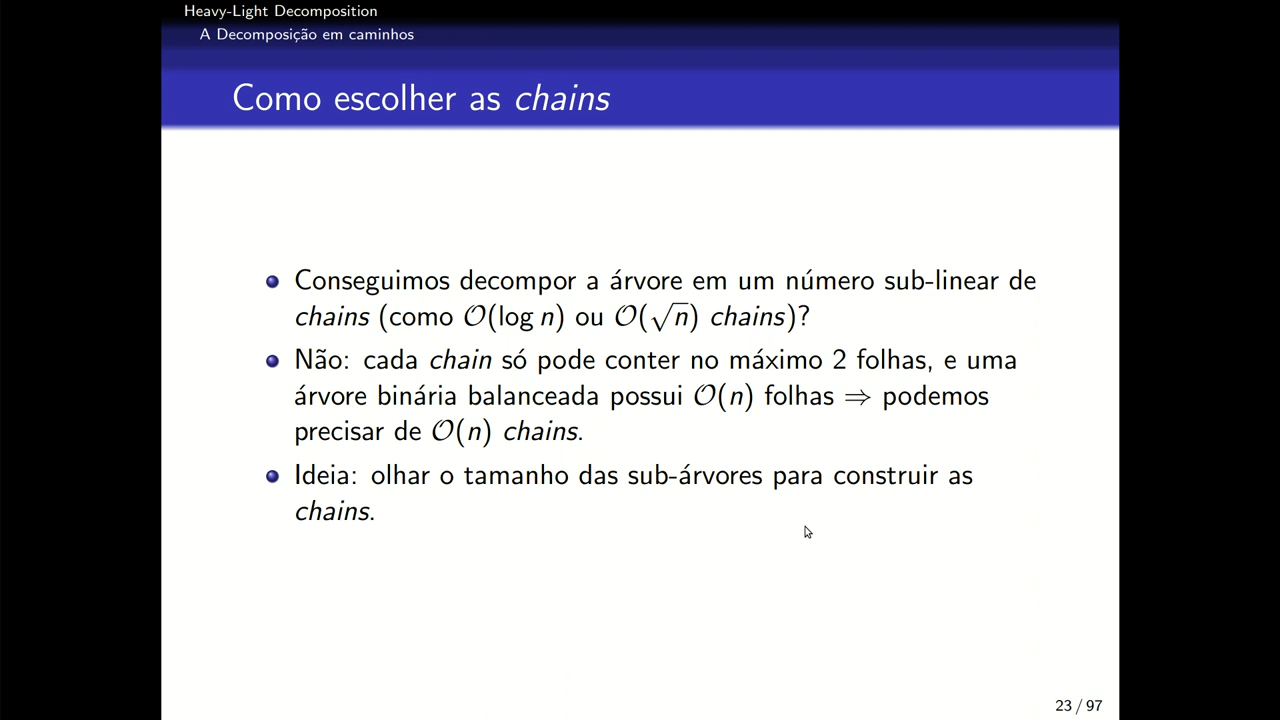 Heavy-Light Decomposition
A Decomposição em caminhos
Como escolher as chains
Conseguimos decompor a árvore em um número sub-linear de
chains (como O(log n) ou O(√n) chains)?
Não: cada chain só pode conter no máximo 2 folhas, e uma
árvore binária balanceada possui O(n) folhas ⇒ podemos
precisar de O(n) chains.
Ideia: olhar o tamanho das sub-árvores para construir as
chains.
23 / 97